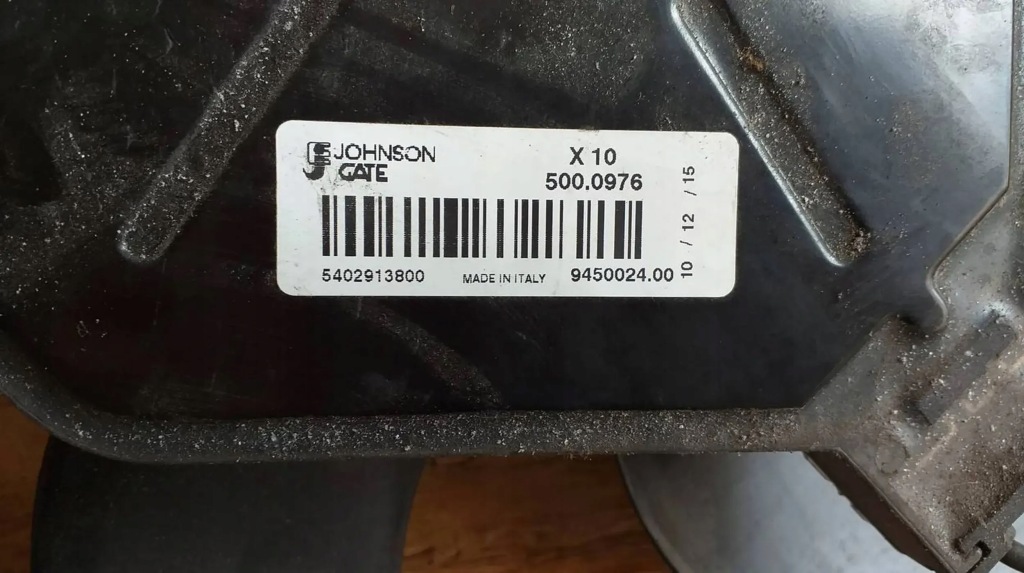 JOHNSON
GATE
X 10
500.0976
5402913800
MADE IN ITALY
9450024.00
10 / 12 / 15